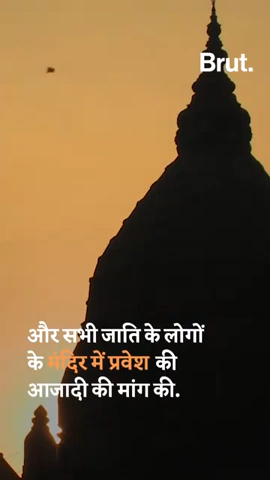 Brut.
और सभी जाति के लोगों
के मंदिर में प्रवेश की
आजादी की मांग की.